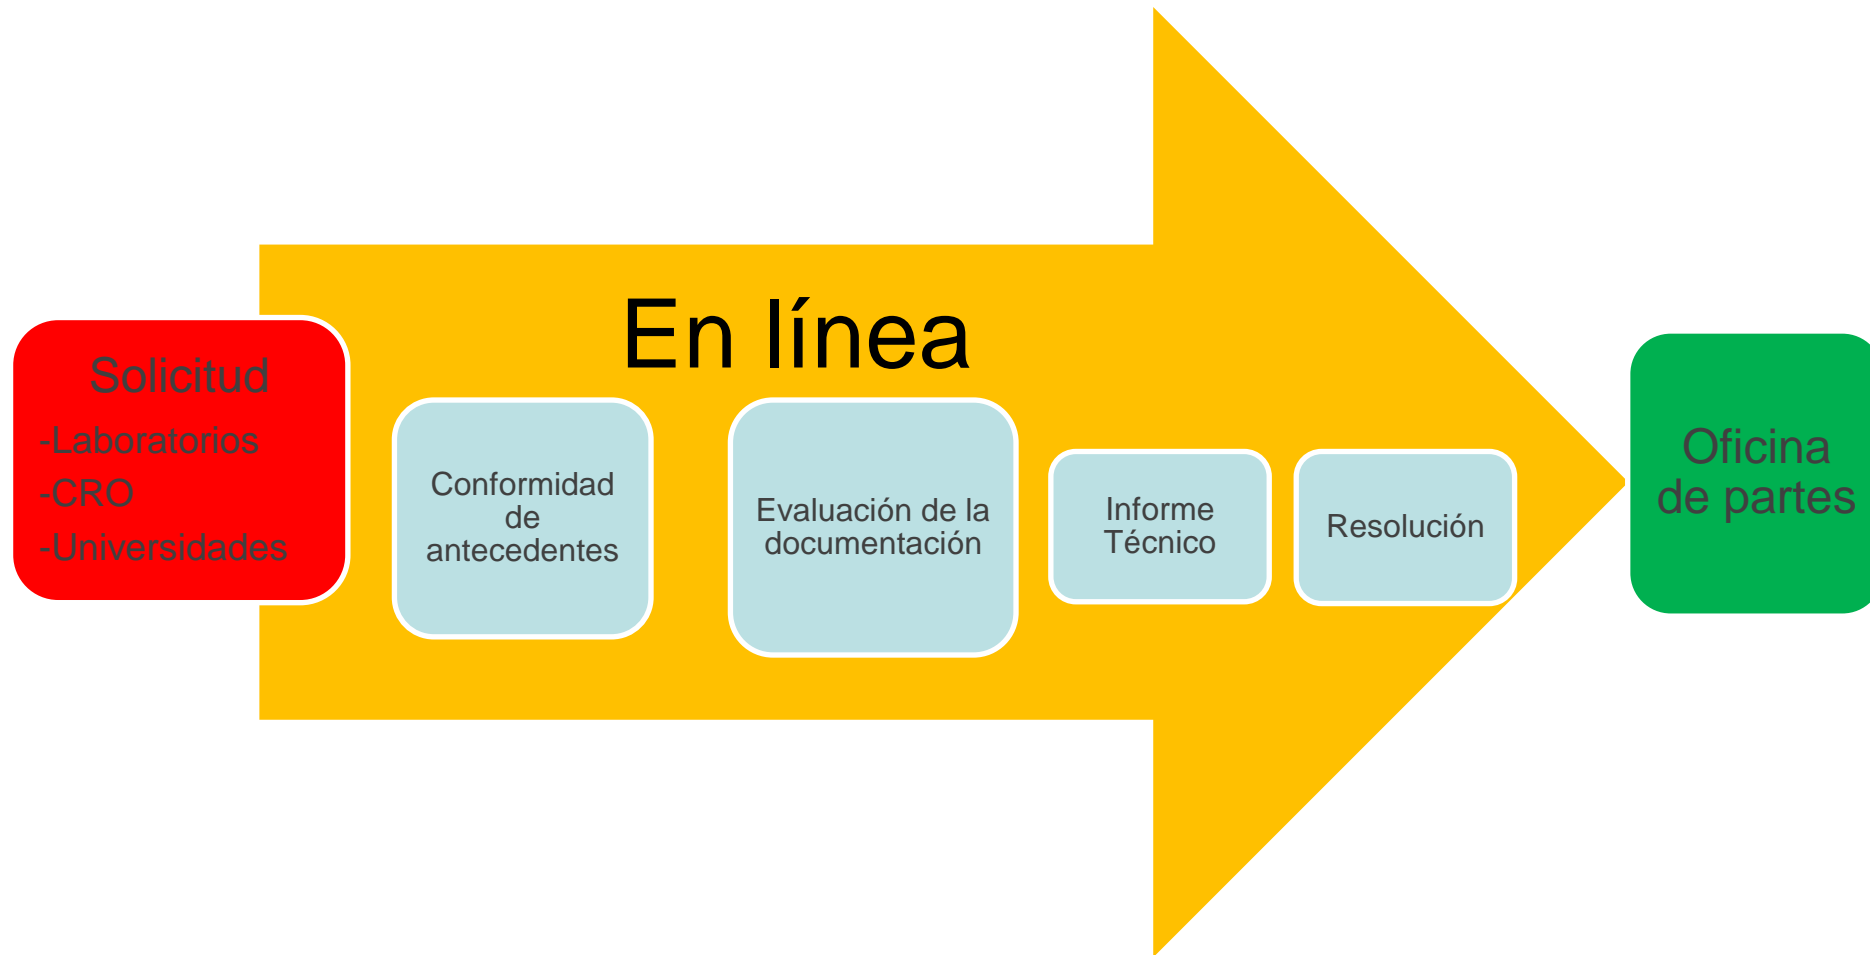 En línea
Solicitud
-Laboratorios
-CRO
-Universidades
Conformidad
de
antecedentes
Evaluación de la
documentación
Informe
Técnico
Resolución
Oficina
de partes